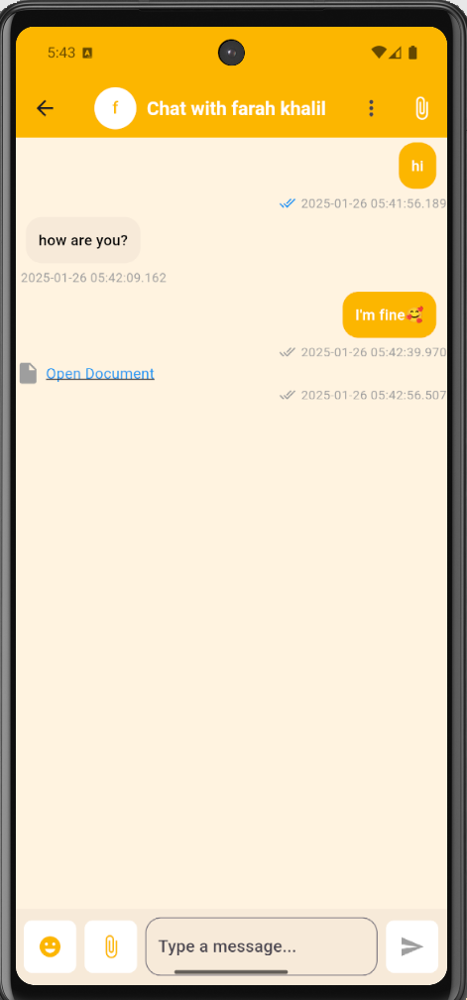 5:43 A
f Chat with farah khalil
hi
2025-01-26 05:41:56.189
how are you?
2025-01-26 05:42:09.162
I'm fine🥰
2025-01-26 05:42:39.970
Open Document
2025-01-26 05:42:56.507
Type a message...